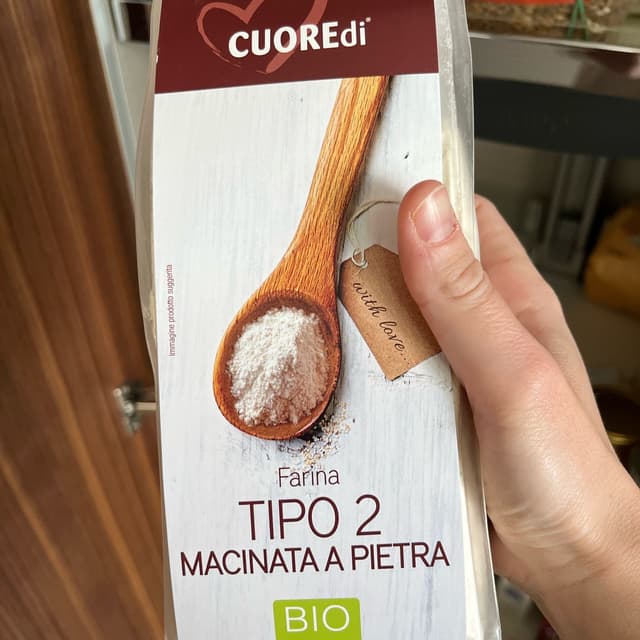 CUOREdi®
with love...
Immagine prodotto suggerita
Farina
TIPO 2
MACINATA A PIETRA
BIO